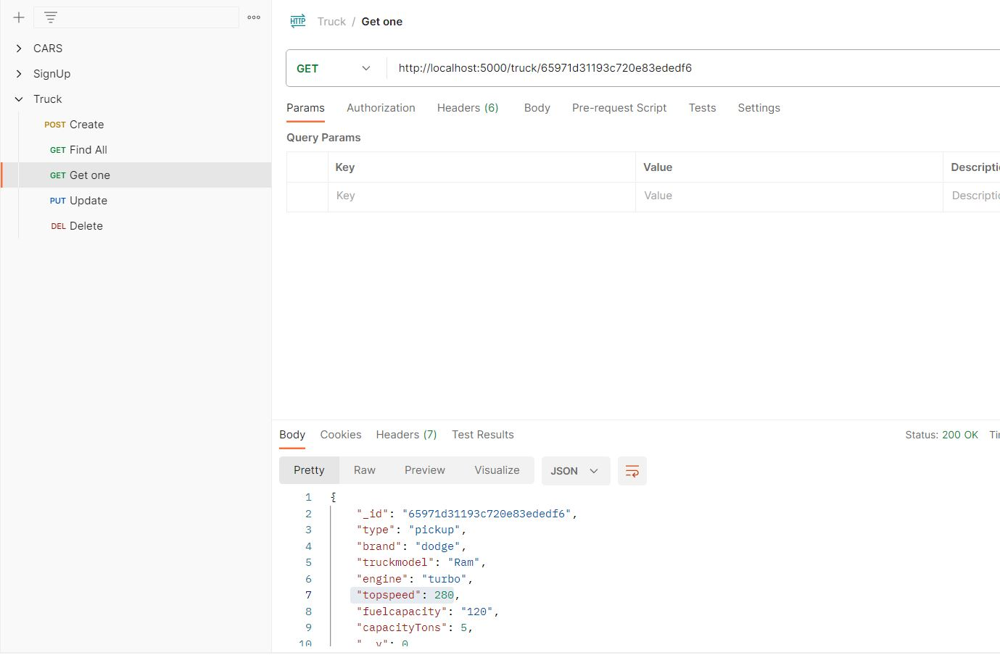 CARS
SignUp
Truck
POST Create
GET Find All
GET Get one
PUT Update
DEL Delete
HTTP Truck / Get one
GET http://localhost:5000/truck/65971d31193c720e83ededf6
Params Authorization Headers (6) Body Pre-request Script Tests Settings
Query Params
Key Value Descripti
Key Value Descriptio
Body Cookies Headers (7) Test Results Status: 200 OK Ti
Pretty Raw Preview Visualize JSON
1 {
2 "_id": "65971d31193c720e83ededf6",
3 "type": "pickup",
4 "brand": "dodge",
5 "truckmodel": "Ram",
6 "engine": "turbo",
7 "topspeed": 280,
8 "fuelcapacity": "120",
9 "capacityTons": 5,
10 "__v": 0